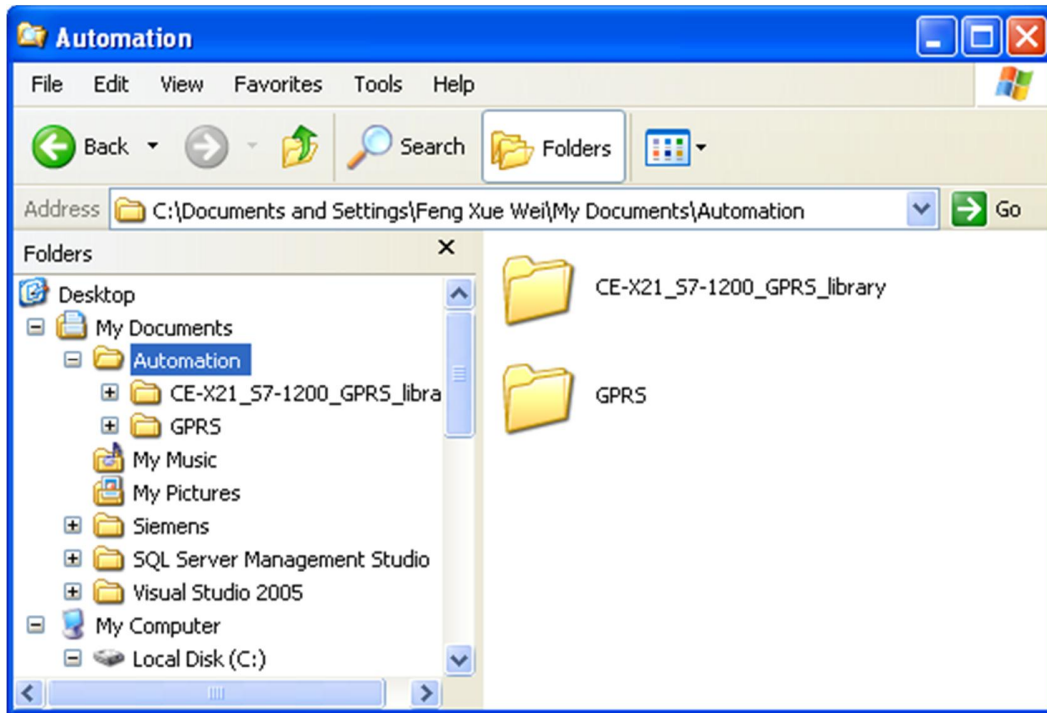 Automation
File Edit View Favorites Tools Help
Back Search Folders
Address C:\Documents and Settings\Feng Xue Wei\My Documents\Automation Go
Folders
Desktop
My Documents
Automation
CE-X21_S7-1200_GPRS_libra
GPRS
My Music
My Pictures
Siemens
SQL Server Management Studio
Visual Studio 2005
My Computer
Local Disk (C:)
CE-X21_S7-1200_GPRS_library
GPRS